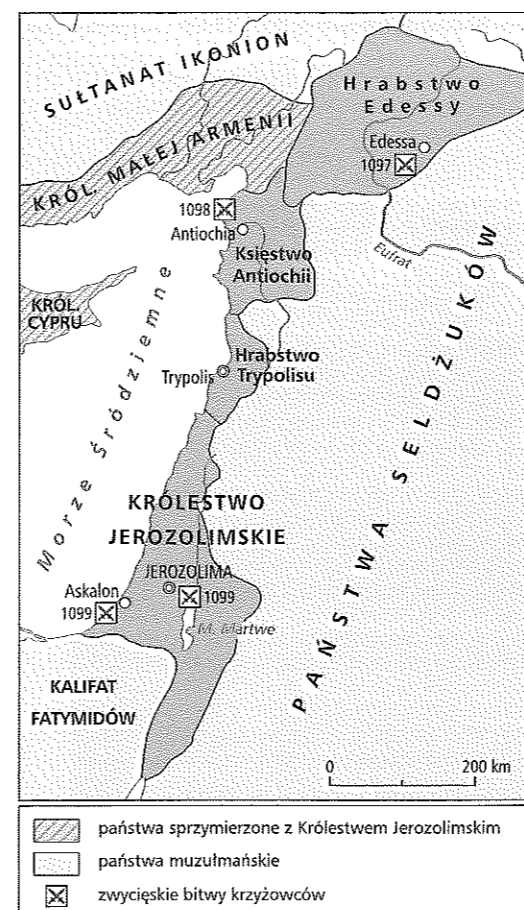 SUŁTANAT IKONION
Hrabstwo
Edessy
KRÓL. MAŁEJ ARMENII
Edessa
1097
1098
Antiochia
Księstwo
Antiochii
Eufrat
KRÓL.
CYPRU
Morze Śródziemne
Hrabstwo
Trypolisu
Trypolis
PAŃSTWA SELDŻUKÓW
KRÓLESTWO
JEROZOLIMSKIE
JEROZOLIMA
Askalon
1099
1099
M. Martwe
KALIFAT
FATYMIDÓW
0 200 km
państwa sprzymierzone z Królestwem Jerozolimskim
państwa muzułmańskie
zwycięskie bitwy krzyżowców